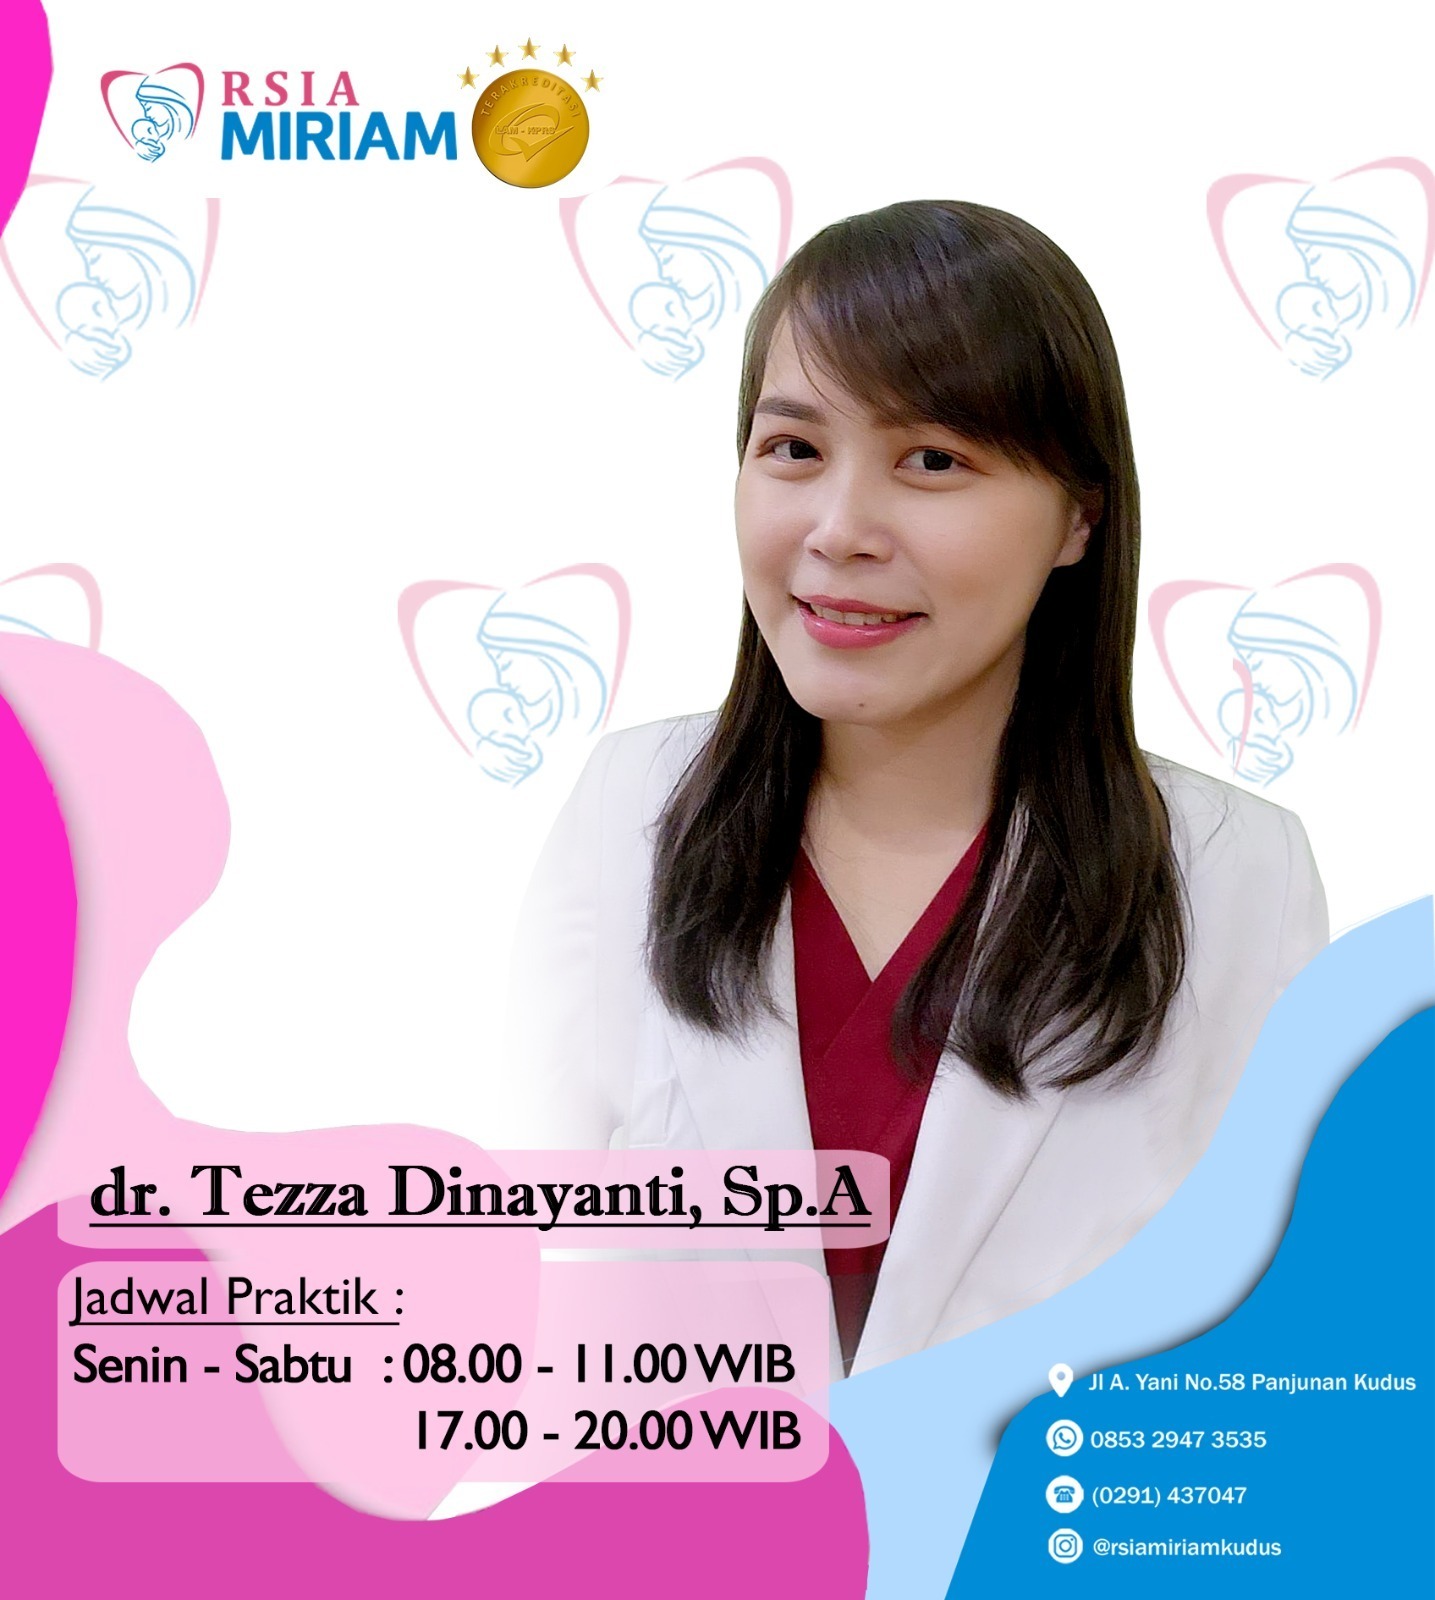 RSIA
MIRIAM
TERAKREDITASI
LAM - KPRS
dr. Tezza Dinayanti, Sp.A
Jadwal Praktik :
Senin - Sabtu : 08.00 - 11.00 WIB
17.00 - 20.00 WIB
Jl A. Yani No.58 Panjunan Kudus
0853 2947 3535
(0291) 437047
@rsiamiriamkudus